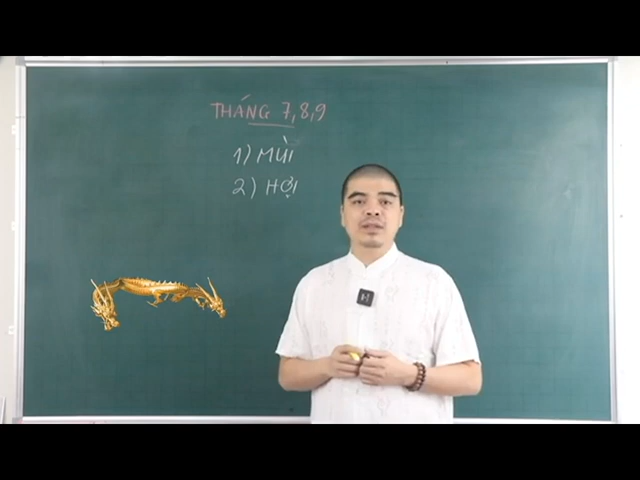 THÁNG 7,8,9
1) MÙI
2) HỢI